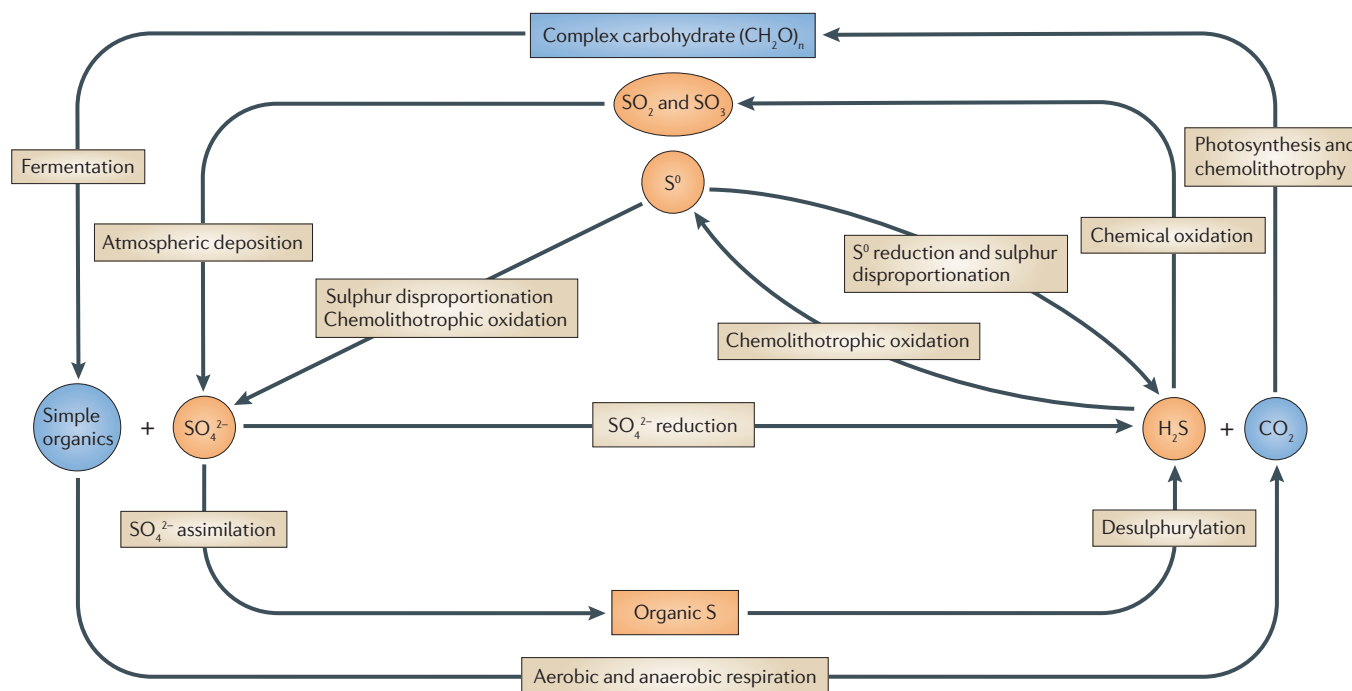 Complex carbohydrate (CH₂O)ₙ
SO₂ and SO₃
Photosynthesis and
chemolithotrophy
Fermentation
S⁰
Atmospheric deposition
Chemical oxidation
S⁰ reduction and sulphur
disproportionation
Sulphur disproportionation
Chemolithotrophic oxidation
Chemolithotrophic oxidation
Simple
organics
+
SO₄²⁻
SO₄²⁻ reduction
H₂S
+
CO₂
SO₄²⁻ assimilation
Desulphurylation
Organic S
Aerobic and anaerobic respiration